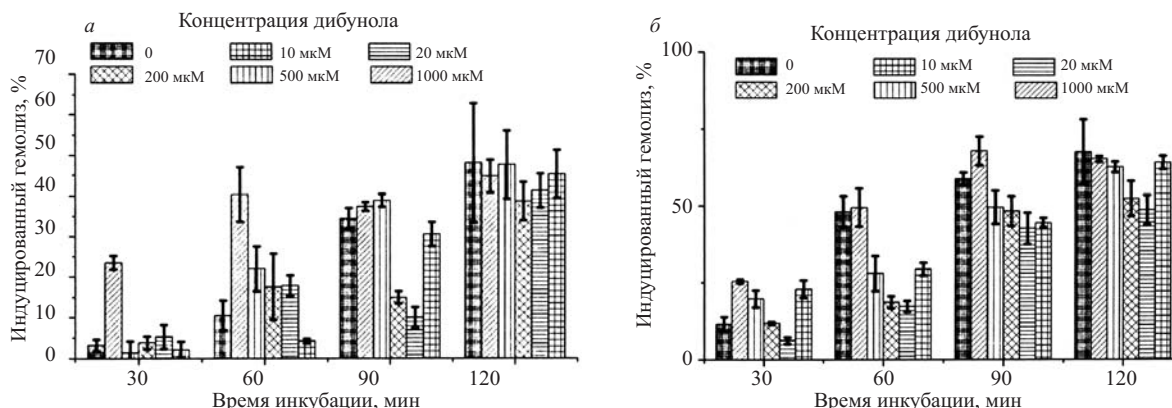 а
Концентрация дибунола
0 10 мкМ 20 мкМ
200 мкМ 500 мкМ 1000 мкМ
Индуцированный гемолиз, %
70
60
50
40
30
20
10
0
30 60 90 120
Время инкубации, мин
б
Концентрация дибунола
0 10 мкМ 20 мкМ
200 мкМ 500 мкМ 1000 мкМ
Индуцированный гемолиз, %
100
50
0
30 60 90 120
Время инкубации, мин